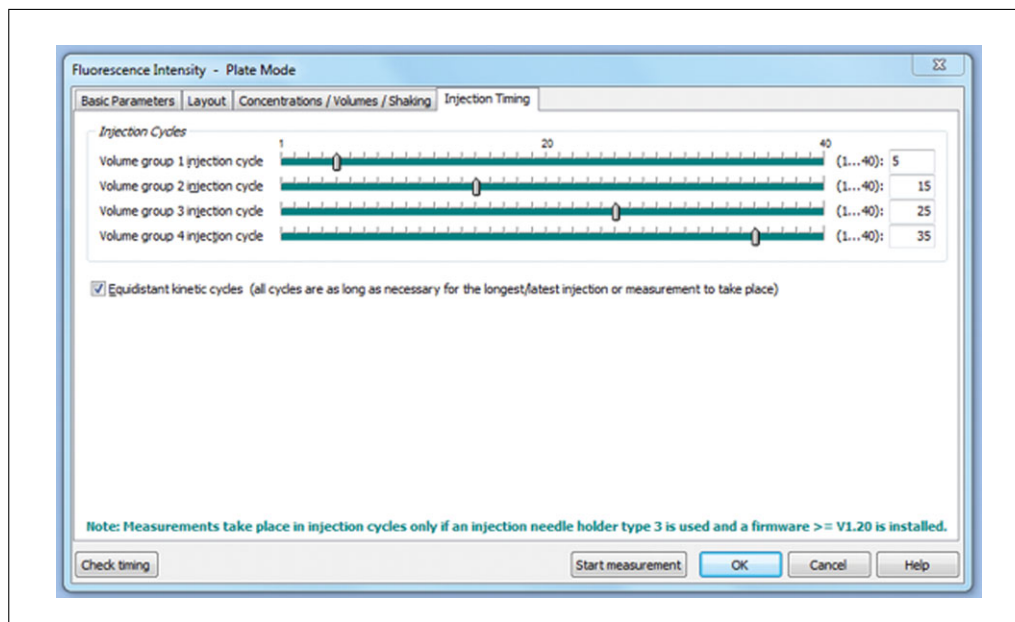 Fluorescence Intensity - Plate Mode
Basic Parameters Layout Concentrations / Volumes / Shaking Injection Timing
Injection Cycles
1 20 40
Volume group 1 injection cycle (1...40): 5
Volume group 2 injection cycle (1...40): 15
Volume group 3 injection cycle (1...40): 25
Volume group 4 injection cycle (1...40): 35
Equidistant kinetic cycles (all cycles are as long as necessary for the longest/latest injection or measurement to take place)
Note: Measurements take place in injection cycles only if an injection needle holder type 3 is used and a firmware >= V1.20 is installed.
Check timing Start measurement OK Cancel Help